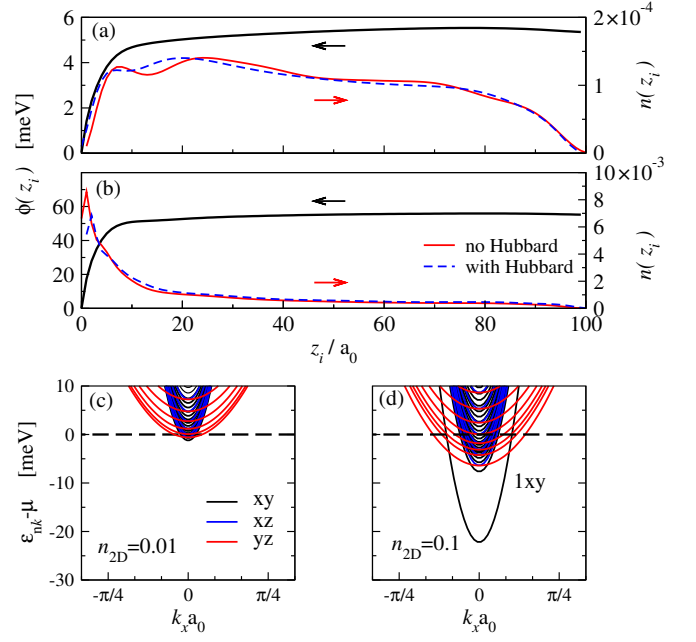 6
4
2
0
(a)
2×10⁻⁴
1
0
[meV]
n(zᵢ)
ϕ(zᵢ)
60
40
20
0
(b)
10×10⁻³
8
6
4
2
0
n(zᵢ)
no Hubbard
with Hubbard
0 20 40 60 80 100
zᵢ/a₀
10
0
-10
-20
-30
εₙₖ-μ [meV]
(c)
xy
xz
yz
n₂D=0.01
-π/4 0 π/4
kₓa₀
(d)
1xy
n₂D=0.1
-π/4 0 π/4
kₓa₀